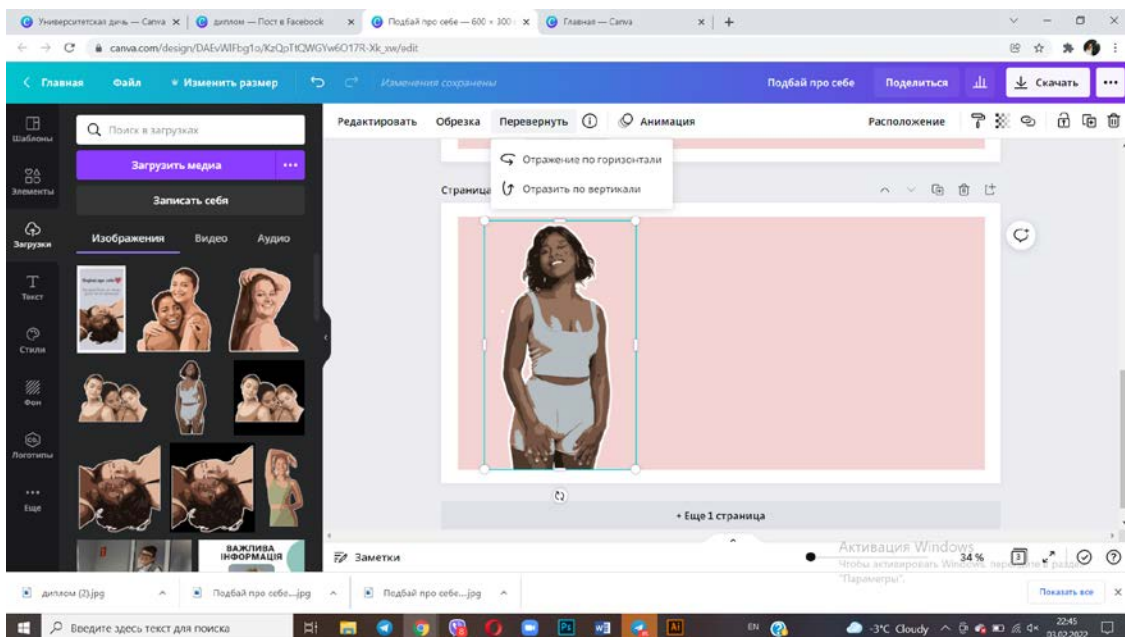 Университетская дичь — Canva
диплом — Пост в Facebook
Подбай про себе — 600 × 300
Главная — Canva
canva.com/design/DAEvWlFbg1o/KzQpTtCWGYw6O17R-Xk_xw/edit
Главная Файл Изменить размер Изменения сохранены Подбай про себе Поделиться Скачать
Шаблоны
Элементы
Загрузки
Текст
Стили
Фон
Логотипы
Еще
Поиск в загрузках
Загрузить медиа
Записать себя
Изображения Видео Аудио
ВАЖЛИВА
ІНФОРМАЦІЯ
Редактировать Обрезка Перевернуть Анимация Расположение
Отражение по горизонтали
Отразить по вертикали
Страница
+ Еще 1 страница
Заметки
34 %
3
Активация Windows
Чтобы активировать Windows, перейдите в раздел
"Параметры".
диплом (2).jpg
Подбай про себе....jpg
Подбай про себе....jpg
Показать все
Введите здесь текст для поиска
Ps
Ai
EN
-3°C Cloudy
22:45
03.02.2022